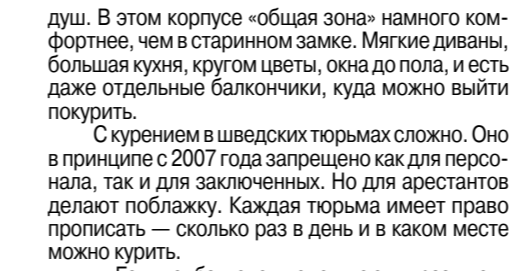 душ. В этом корпусе «общая зона» намного ком-
фортнее, чем в старинном замке. Мягкие диваны,
большая кухня, кругом цветы, окна до пола, и есть
даже отдельные балкончики, куда можно выйти
покурить.
С курением в шведских тюрьмах сложно. Оно
в принципе с 2007 года запрещено как для персо-
нала, так и для заключенных. Но для арестантов
делают поблажку. Каждая тюрьма имеет право
прописать — сколько раз в день и в каком месте
можно курить.